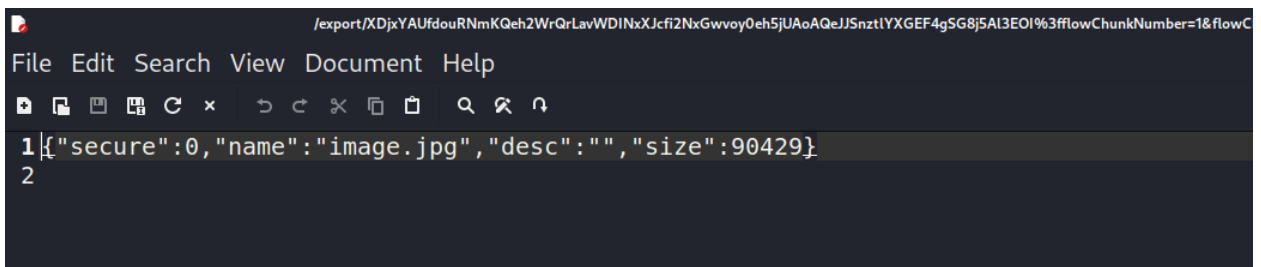 /export/XDjxYAUfdouRNmKQeh2WrQrLavWDINxXJcfi2NxGwvoy0eh5jUAoAQeJJSnztlYXGEF4gSG8j5Al3EOI%3fflowChunkNumber=1&flowC
File Edit Search View Document Help
1 {"secure":0,"name":"image.jpg","desc":"","size":90429}
2